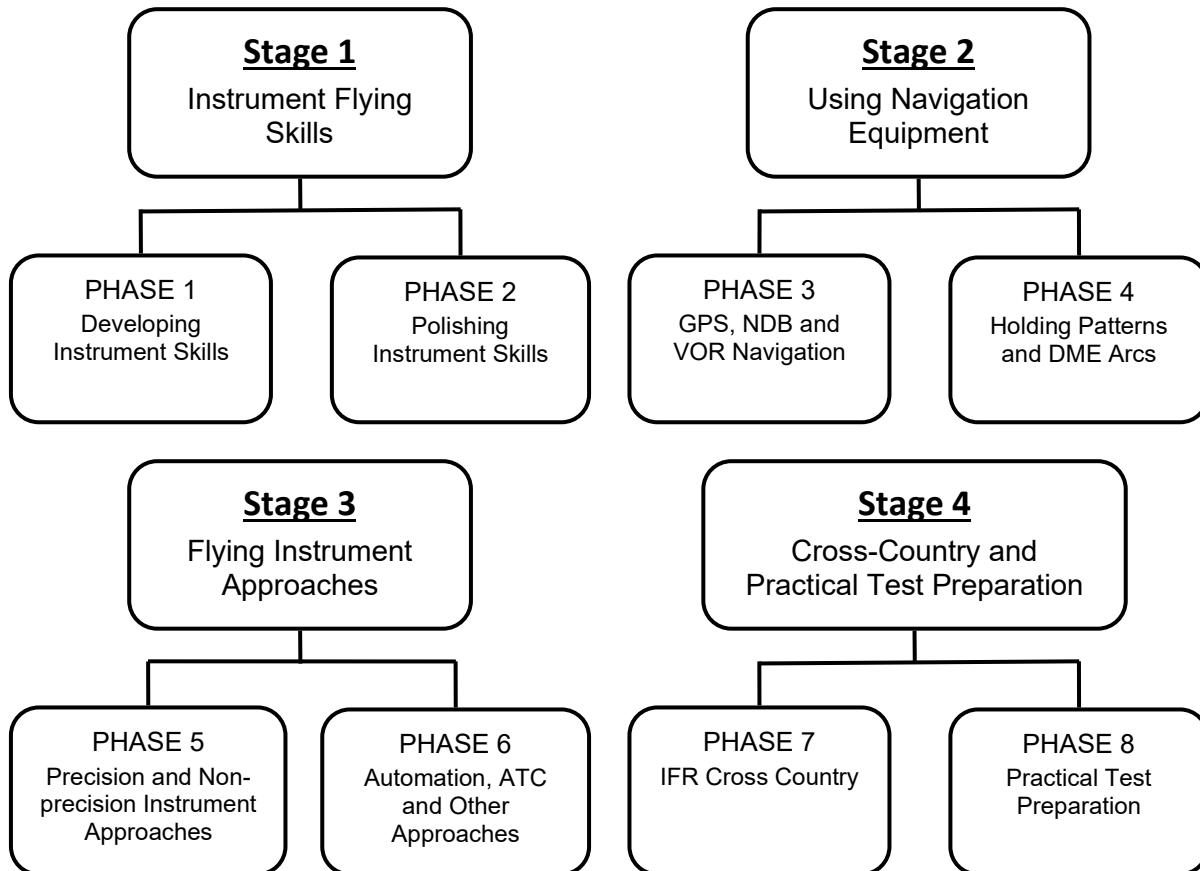 Stage 1
Instrument Flying
Skills
Stage 2
Using Navigation
Equipment
PHASE 1
Developing
Instrument Skills
PHASE 2
Polishing
Instrument Skills
PHASE 3
GPS, NDB and
VOR Navigation
PHASE 4
Holding Patterns
and DME Arcs
Stage 3
Flying Instrument
Approaches
Stage 4
Cross-Country and
Practical Test Preparation
PHASE 5
Precision and Non-
precision Instrument
Approaches
PHASE 6
Automation, ATC
and Other
Approaches
PHASE 7
IFR Cross Country
PHASE 8
Practical Test
Preparation